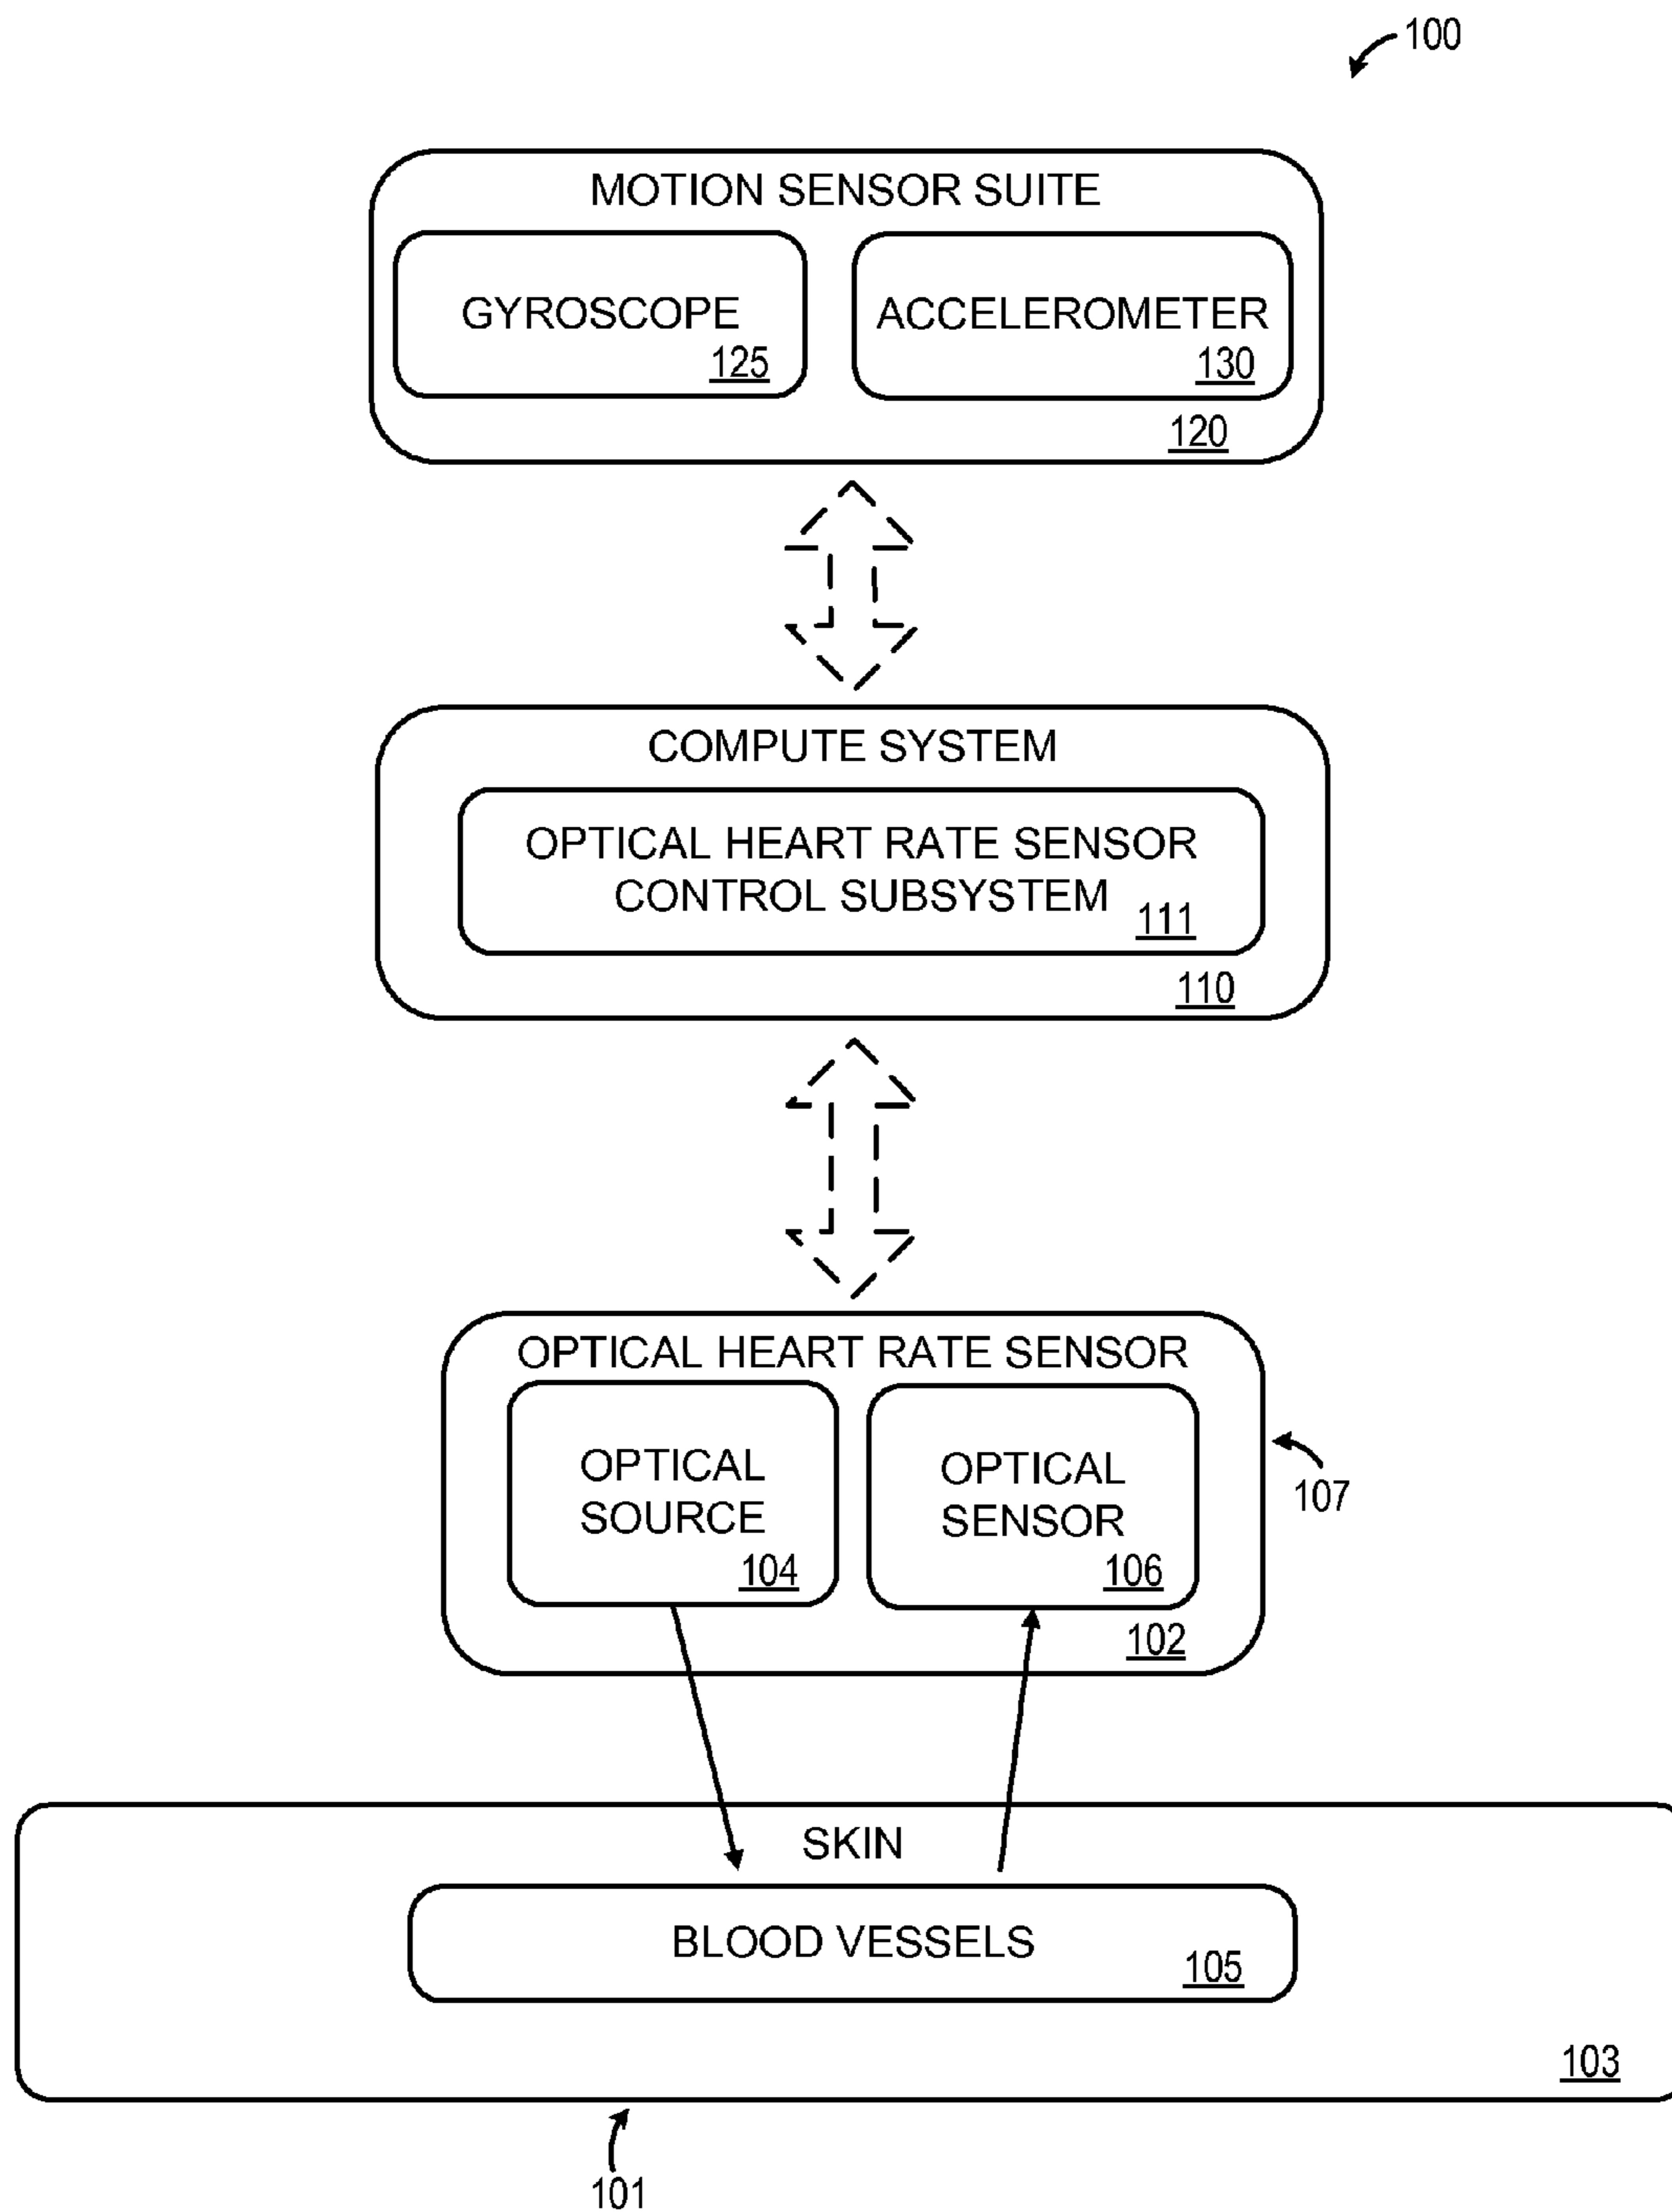 100
MOTION SENSOR SUITE
GYROSCOPE
125
ACCELEROMETER
130
120
COMPUTE SYSTEM
OPTICAL HEART RATE SENSOR
CONTROL SUBSYSTEM
111
110
OPTICAL HEART RATE SENSOR
OPTICAL
SOURCE
104
OPTICAL
SENSOR
106
102
107
SKIN
BLOOD VESSELS
105
103
101